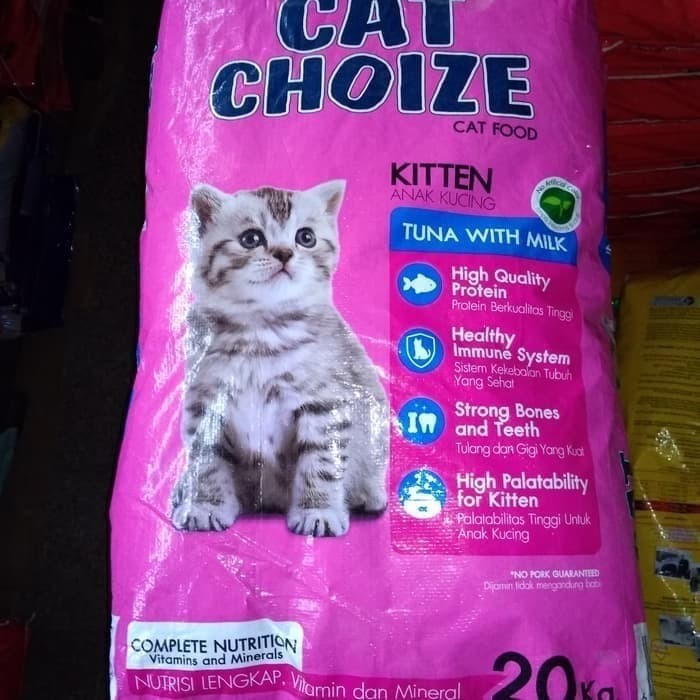 CAT
CHOIZE
CAT FOOD
KITTEN
ANAK KUCING
No Artificial
TUNA WITH MILK
High Quality
Protein
Protein Berkualitas Tinggi
Healthy
Immune System
Sistem Kekebalan Tubuh
Yang Sehat
Strong Bones
and Teeth
Tulang dan Gigi Yang Kuat
High Palatability
for Kitten
Palatabilitas Tinggi Untuk
Anak Kucing
*NO PORK GUARANTEED
Dijamin tidak mengandung babi
COMPLETE NUTRITION
Vitamins and Minerals
NUTRISI LENGKAP, Vitamin dan Mineral
20Kg